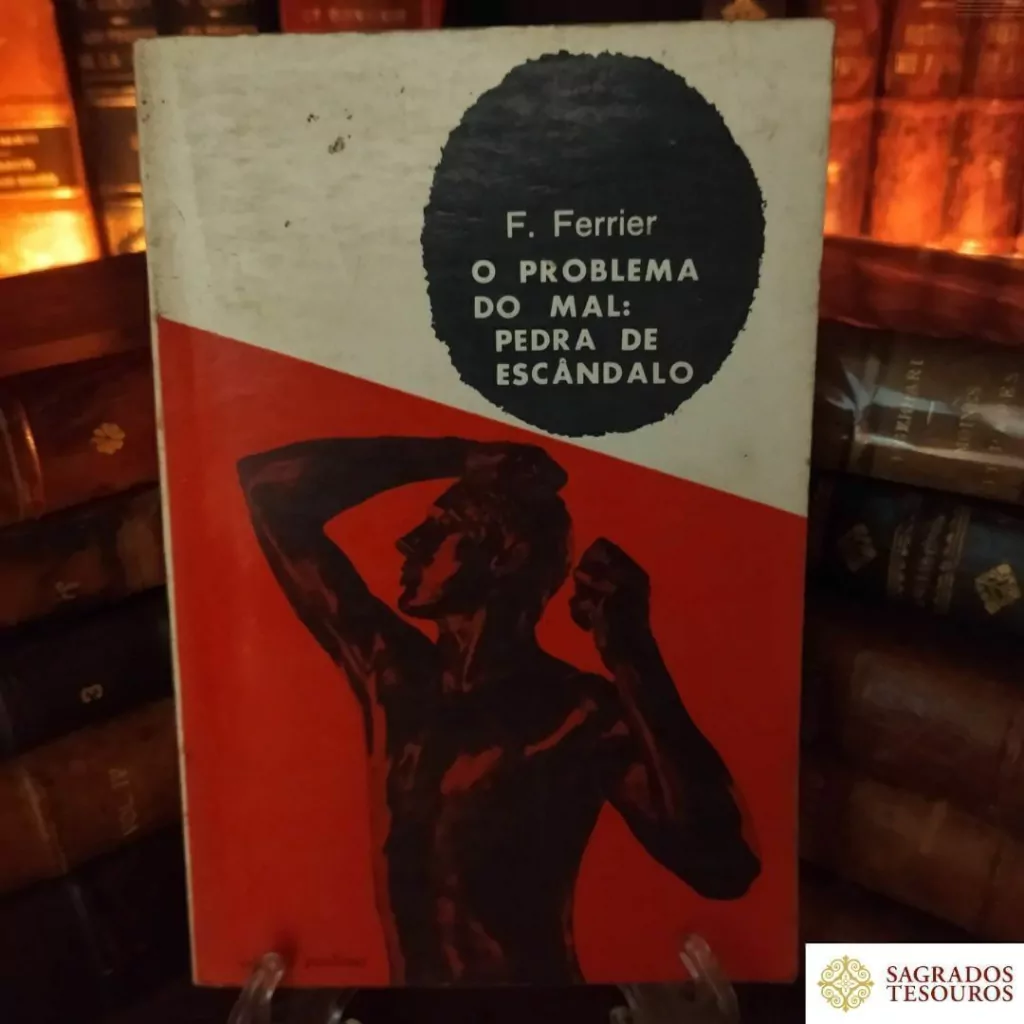 F. Ferrier
O PROBLEMA
DO MAL:
PEDRA DE
ESCÂNDALO
SAGRADOS
TESOUROS